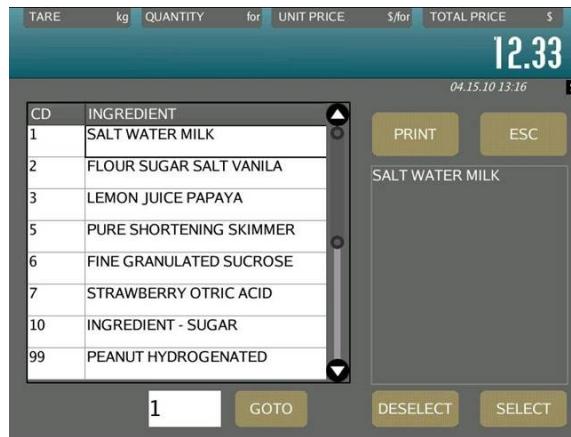 TARE kg QUANTITY for UNIT PRICE $/for TOTAL PRICE $
12.33
04.15.10 13:16
CD INGREDIENT
1 SALT WATER MILK
2 FLOUR SUGAR SALT VANILA
3 LEMON JUICE PAPAYA
5 PURE SHORTENING SKIMMER
6 FINE GRANULATED SUCROSE
7 STRAWBERRY OTRIC ACID
10 INGREDIENT - SUGAR
99 PEANUT HYDROGENATED
1 GOTO
PRINT ESC
SALT WATER MILK
DESELECT SELECT